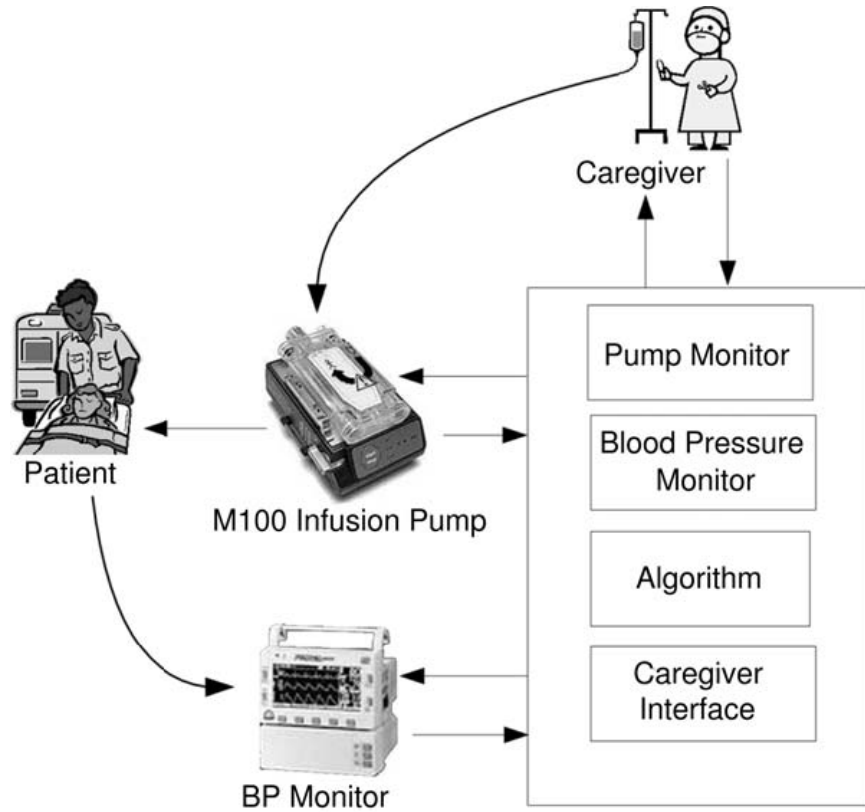 Caregiver
Pump Monitor
Blood Pressure
Monitor
Patient
M100 Infusion Pump
Algorithm
Caregiver
Interface
BP Monitor